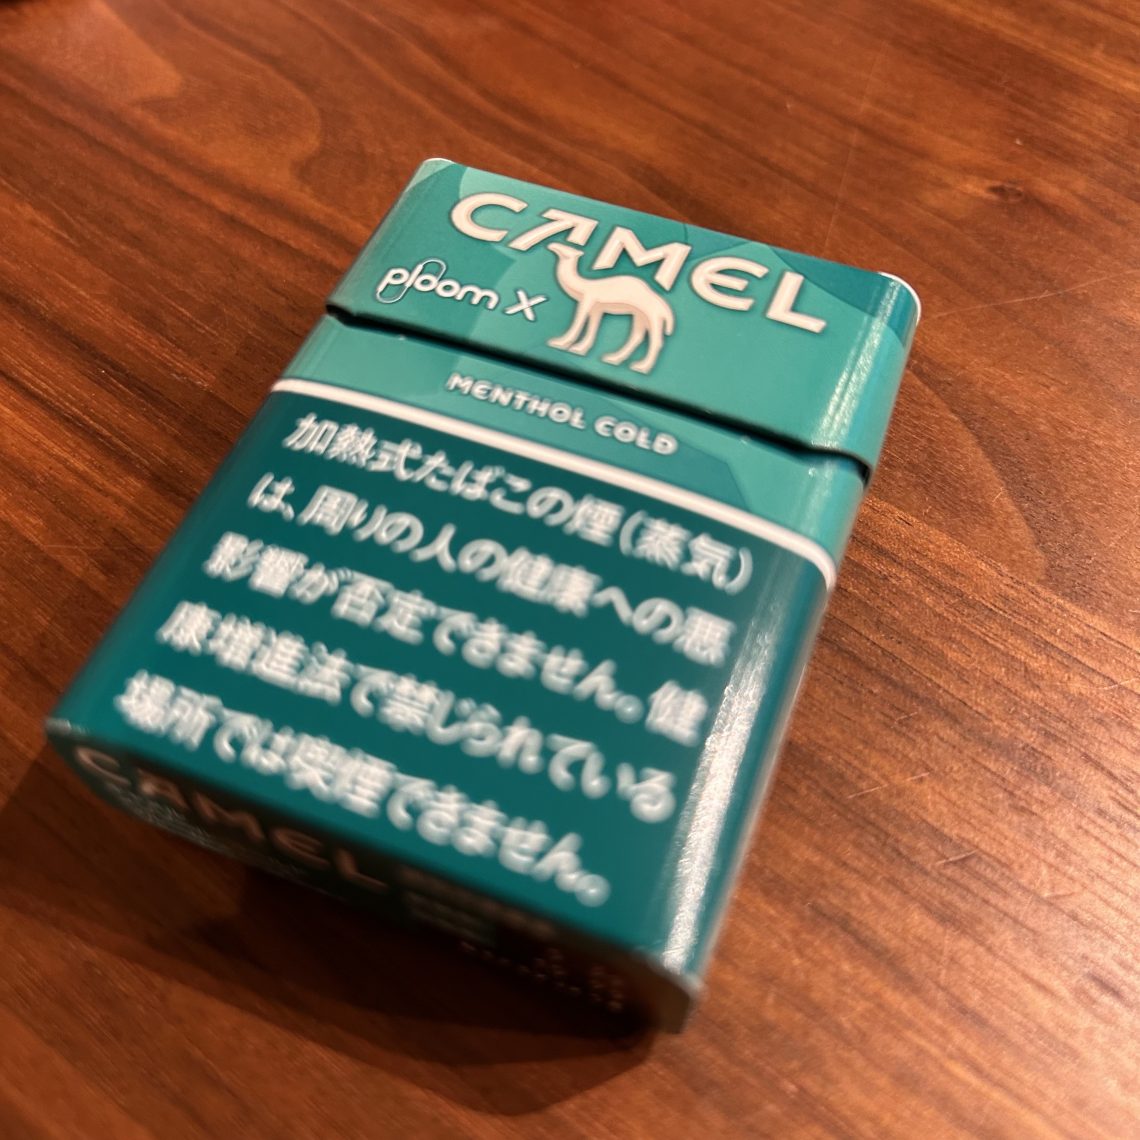 CAMEL
ploom X
MENTHOL COLD
加熱式たばこの煙(蒸気)
は、周りの人の健康への悪
影響が否定できません。健
康増進法で禁じられている
場所では喫煙できません。
CAMEL